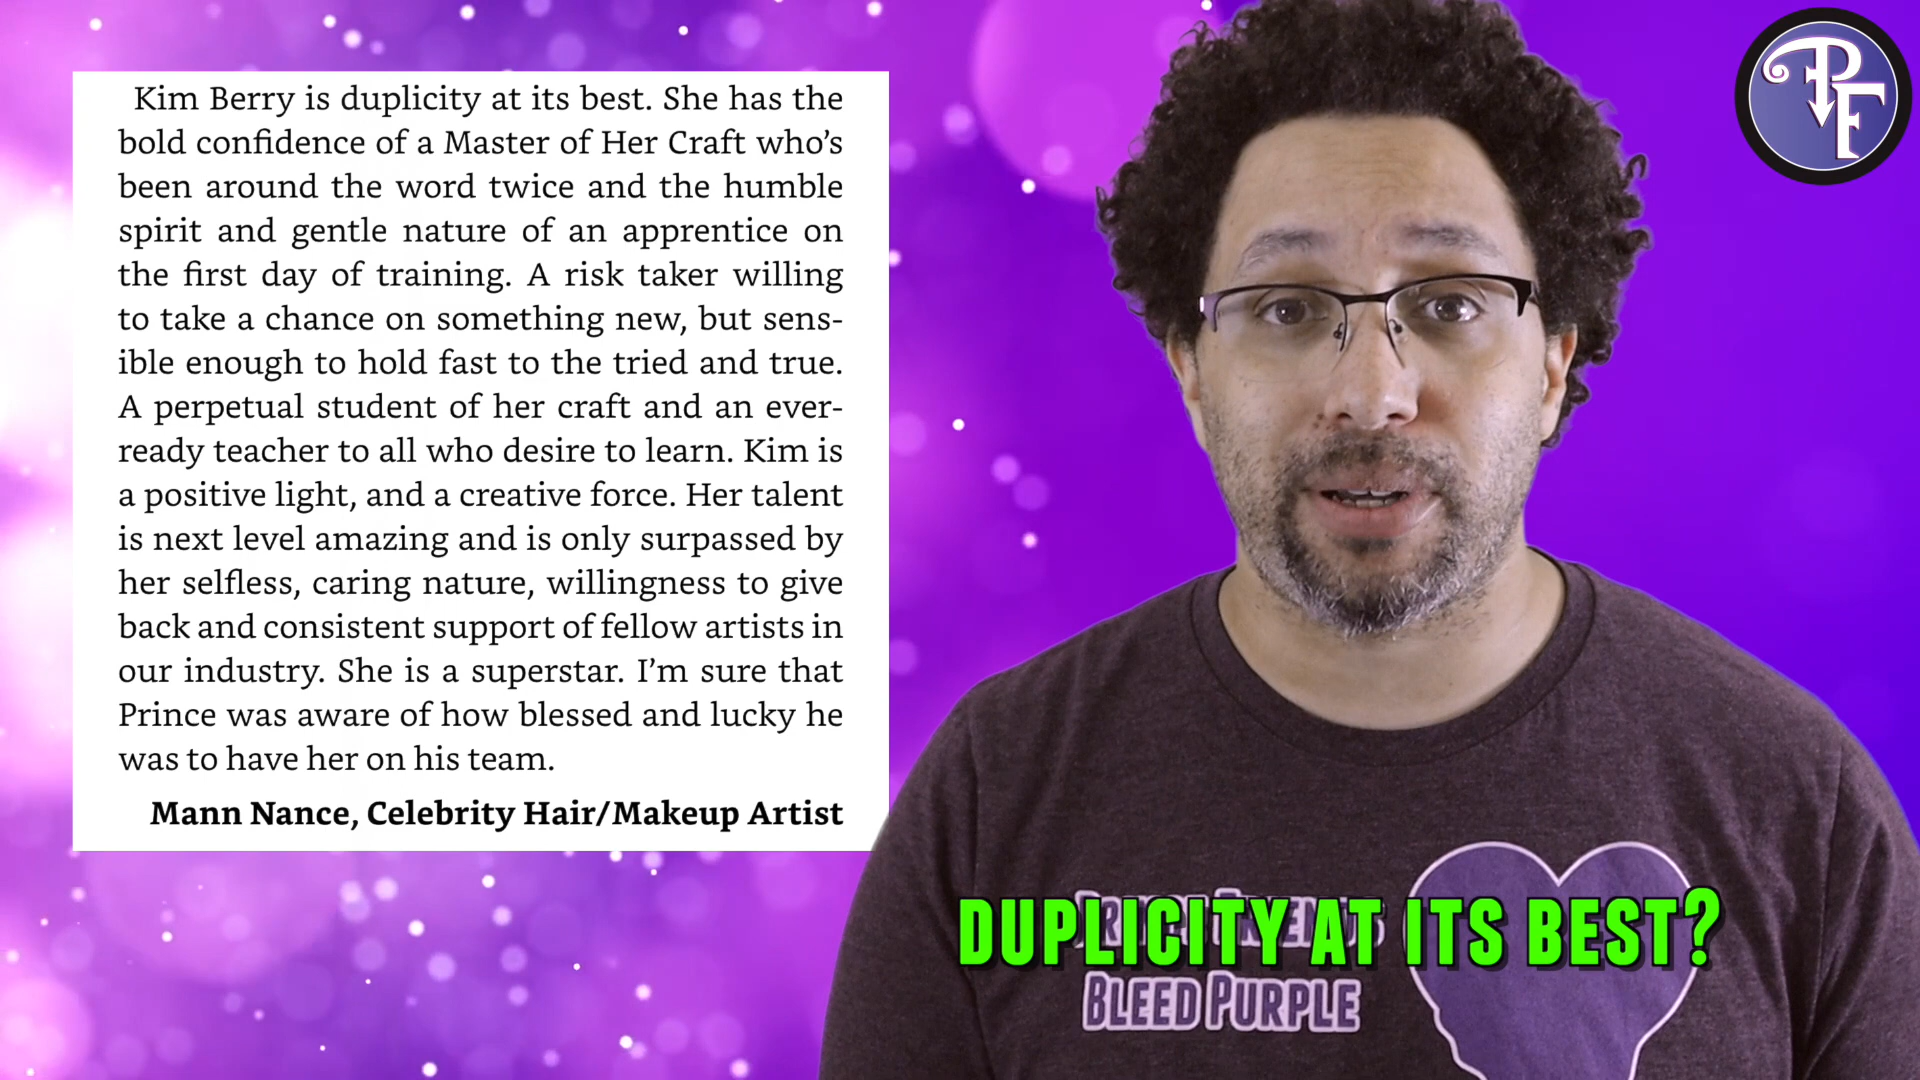 Kim Berry is duplicity at its best. She has the
bold confidence of a Master of Her Craft who’s
been around the word twice and the humble
spirit and gentle nature of an apprentice on
the first day of training. A risk taker willing
to take a chance on something new, but sens-
ible enough to hold fast to the tried and true.
A perpetual student of her craft and an ever-
ready teacher to all who desire to learn. Kim is
a positive light, and a creative force. Her talent
is next level amazing and is only surpassed by
her selfless, caring nature, willingness to give
back and consistent support of fellow artists in
our industry. She is a superstar. I’m sure that
Prince was aware of how blessed and lucky he
was to have her on his team.
Mann Nance, Celebrity Hair/Makeup Artist
PF
DUPLICITY AT ITS BEST?
BLEED PURPLE